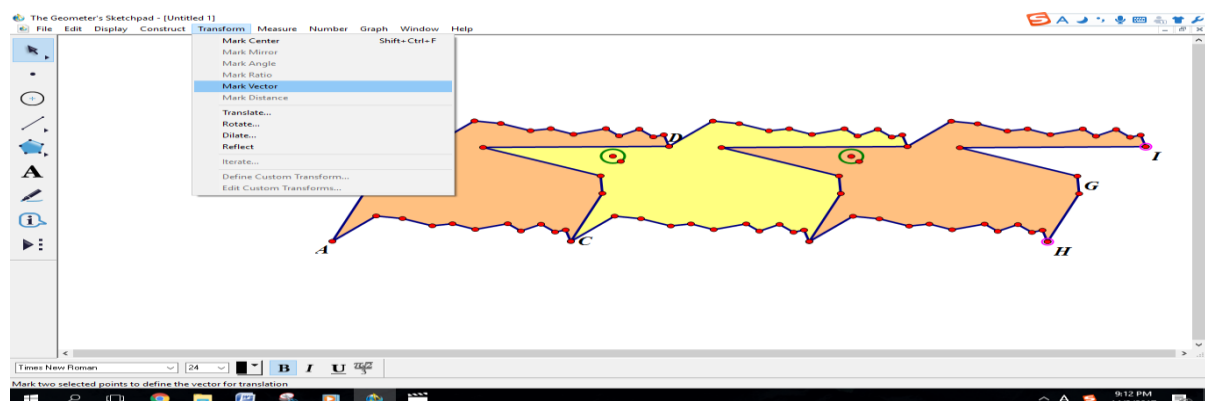 The Geometer's Sketchpad - [Untitled 1]
File Edit Display Construct Transform Measure Number Graph Window Help
Mark Center Shift+Ctrl+F
Mark Mirror
Mark Angle
Mark Ratio
Mark Vector
Mark Distance
Translate...
Rotate...
Dilate...
Reflect
Iterate...
Define Custom Transform...
Edit Custom Transforms...
D
I
G
A
C
H
A
Times New Roman 24 B I U
Mark two selected points to define the vector for translation
9:12 PM